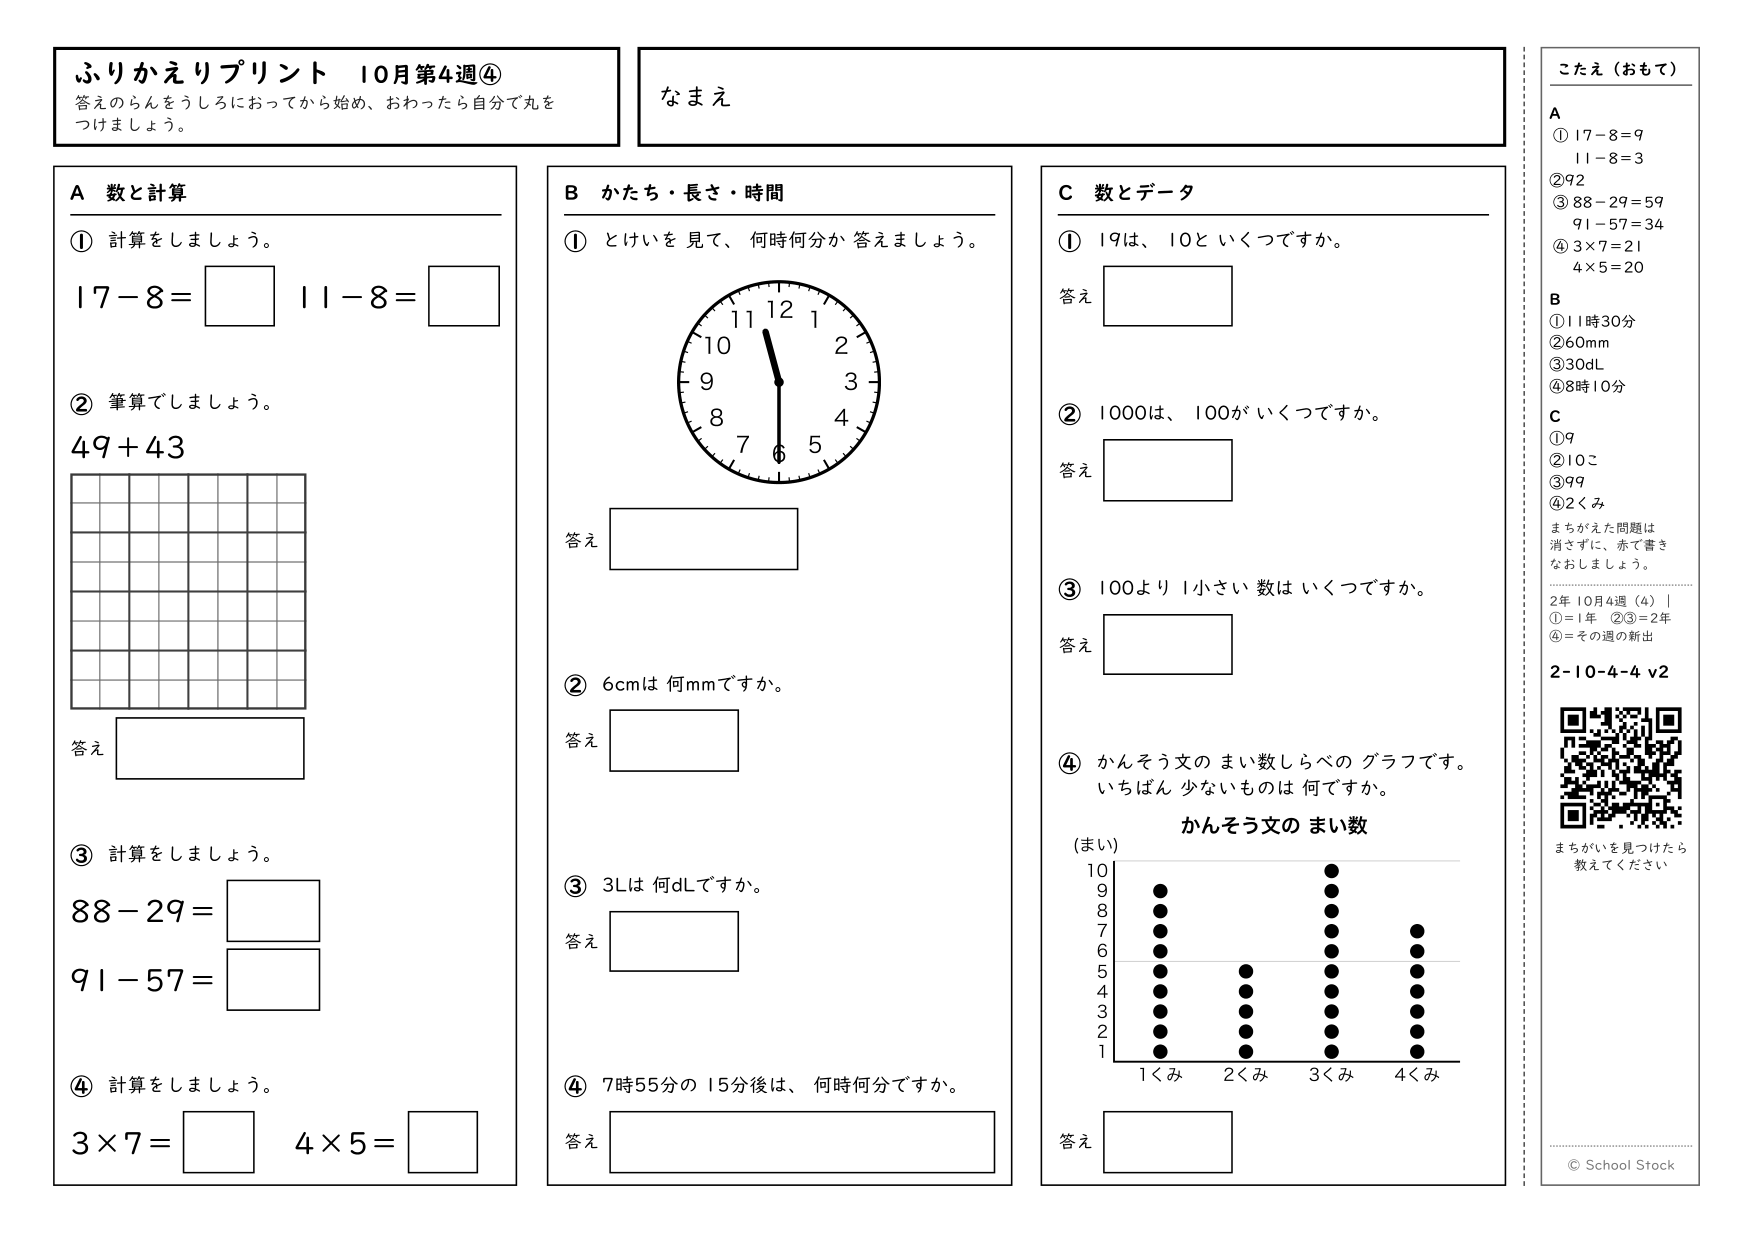 ふりかえりプリント　10月第4週④
答えのらんをうしろにおってから始め、おわったら自分で丸を
つけましょう。
なまえ
A　数と計算
① 計算をしましょう。
17－8＝　11－8＝
② 筆算でしましょう。
49＋43
答え
③ 計算をしましょう。
88－29＝
91－57＝
④ 計算をしましょう。
3×7＝　4×5＝
B　かたち・長さ・時間
① とけいを 見て、 何時何分か 答えましょう。
12
11　1
10　2
9　3
8　4
7　5
6
答え
② 6cmは 何mmですか。
答え
③ 3Lは 何dLですか。
答え
④ 7時55分の 15分後は、 何時何分ですか。
答え
C　数とデータ
① 19は、 10と いくつですか。
答え
② 1000は、 100が いくつですか。
答え
③ 100より 1小さい 数は いくつですか。
答え
④ かんそう文の まい数しらべの グラフです。
いちばん 少ないものは 何ですか。
かんそう文の まい数
(まい)
10
9
8
7
6
5
4
3
2
1
1くみ　2くみ　3くみ　4くみ
答え
こたえ（おもて）
A
① 17－8＝9
11－8＝3
②92
③ 88－29＝59
91－57＝34
④ 3×7＝21
4×5＝20
B
①11時30分
②60mm
③30dL
④8時10分
C
①9
②10こ
③99
④2くみ
まちがえた問題は
消さずに、赤で書き
なおしましょう。
2年 10月4週（4）｜
①＝1年　②③＝2年
④＝その週の新出
2-10-4-4 v2
まちがいを見つけたら
教えてください
© School Stock